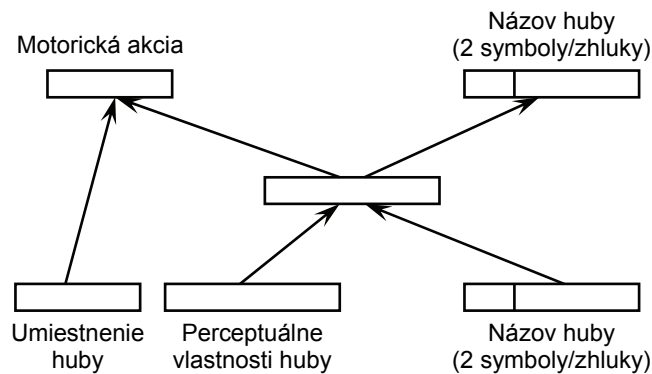 Motorická akcia
Názov huby
(2 symboly/zhluky)
Umiestnenie
huby
Perceptuálne
vlastnosti huby
Názov huby
(2 symboly/zhluky)